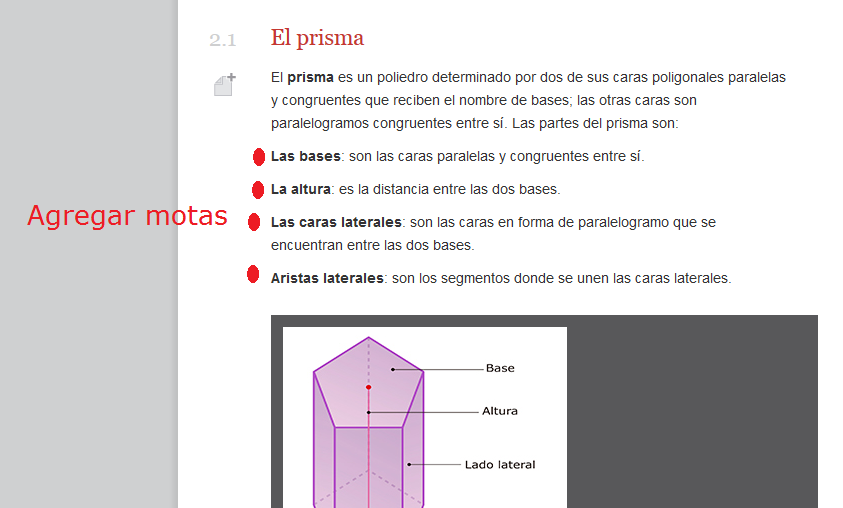 2.1 El prisma
El prisma es un poliedro determinado por dos de sus caras poligonales paralelas
y congruentes que reciben el nombre de bases; las otras caras son
paralelogramos congruentes entre sí. Las partes del prisma son:
Las bases: son las caras paralelas y congruentes entre sí.
La altura: es la distancia entre las dos bases.
Agregar motas
Las caras laterales: son las caras en forma de paralelogramo que se
encuentran entre las dos bases.
Aristas laterales: son los segmentos donde se unen las caras laterales.
Base
Altura
Lado lateral